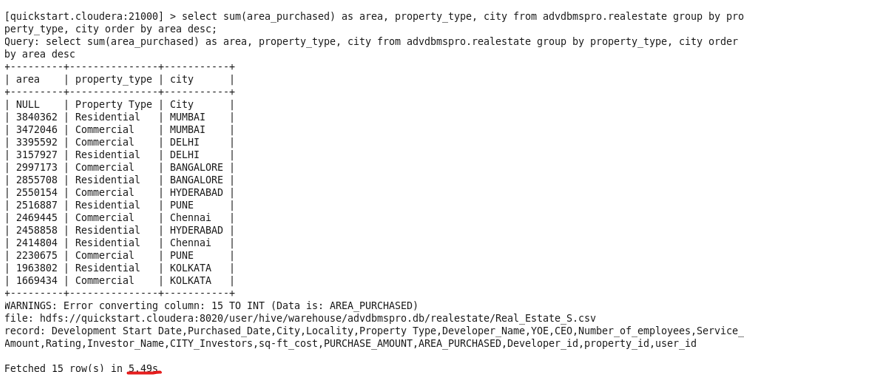 [quickstart.cloudera:21000] > select sum(area_purchased) as area, property_type, city from advdbmspro.realestate group by pro
perty_type, city order by area desc;
Query: select sum(area_purchased) as area, property_type, city from advdbmspro.realestate group by property_type, city order
by area desc
+---------+---------------+-----------+
| area    | property_type | city      |
+---------+---------------+-----------+
| NULL    | Property Type | City      |
| 3840362 | Residential   | MUMBAI    |
| 3472046 | Commercial    | MUMBAI    |
| 3395592 | Commercial    | DELHI     |
| 3157927 | Residential   | DELHI     |
| 2997173 | Commercial    | BANGALORE |
| 2855708 | Residential   | BANGALORE |
| 2550154 | Commercial    | HYDERABAD |
| 2516887 | Residential   | PUNE      |
| 2469445 | Commercial    | Chennai   |
| 2458858 | Residential   | HYDERABAD |
| 2414804 | Residential   | Chennai   |
| 2230675 | Commercial    | PUNE      |
| 1963802 | Residential   | KOLKATA   |
| 1669434 | Commercial    | KOLKATA   |
+---------+---------------+-----------+
WARNINGS: Error converting column: 15 TO INT (Data is: AREA_PURCHASED)
file: hdfs://quickstart.cloudera:8020/user/hive/warehouse/advdbmspro.db/realestate/Real_Estate_S.csv
record: Development Start Date,Purchased_Date,City,Locality,Property Type,Developer_Name,YOE,CEO,Number_of_employees,Service_
Amount,Rating,Investor_Name,CITY_Investors,sq-ft_cost,PURCHASE_AMOUNT,AREA_PURCHASED,Developer_id,property_id,user_id
Fetched 15 row(s) in 5.49s